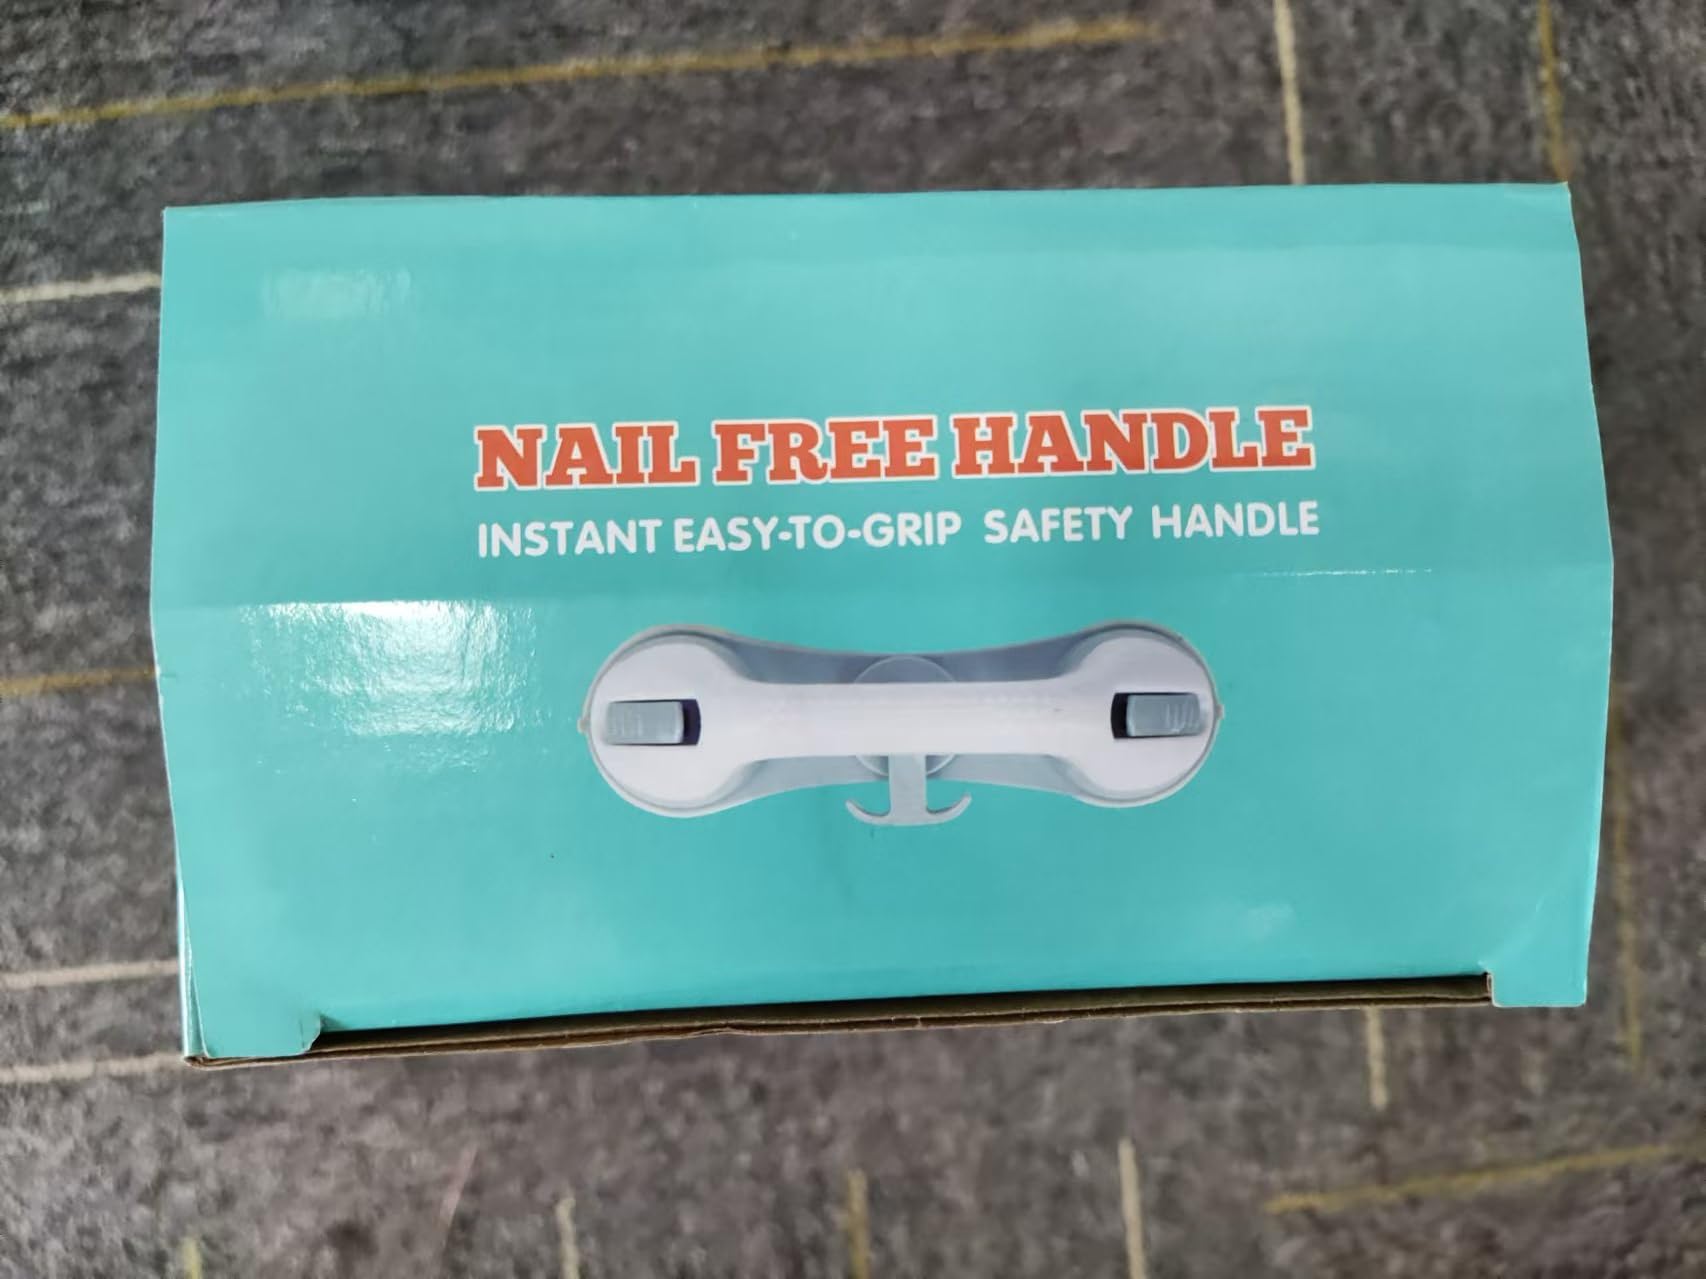 NAIL FREE HANDLE
INSTANT EASY-TO-GRIP SAFETY HANDLE